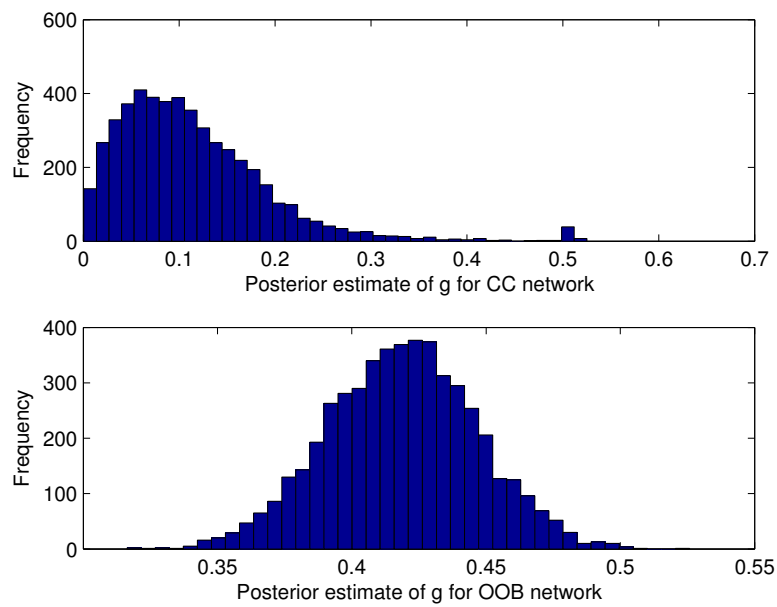 600
400
200
0
Frequency
0 0.1 0.2 0.3 0.4 0.5 0.6 0.7
Posterior estimate of g for CC network
400
300
200
100
0
Frequency
0.35 0.4 0.45 0.5 0.55
Posterior estimate of g for OOB network